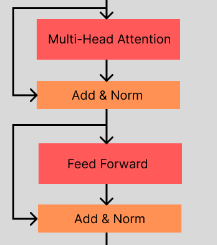 Multi-Head Attention
Add & Norm
Feed Forward
Add & Norm